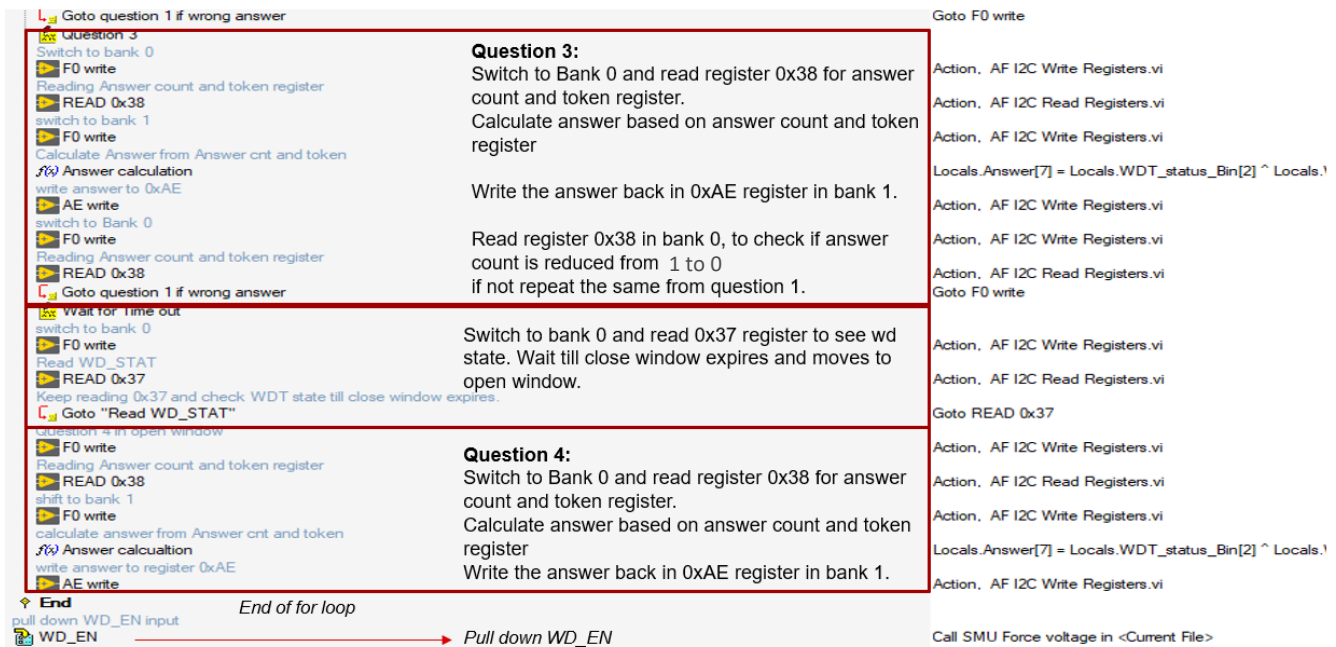 Goto question 1 if wrong answer
Goto F0 write
Question 3
Switch to bank 0
F0 write
Action, AF I2C Write Registers.vi
Reading Answer count and token register
READ 0x38
Action, AF I2C Read Registers.vi
switch to bank 1
F0 write
Action, AF I2C Write Registers.vi
Calculate Answer from Answer cnt and token
f(x) Answer calculation
Locals.Answer[7] = Locals.WDT_status_Bin[2] ^ Locals.
write answer to 0xAE
AE write
Action, AF I2C Write Registers.vi
switch to Bank 0
F0 write
Action, AF I2C Write Registers.vi
Reading Answer count and token register
READ 0x38
Action, AF I2C Read Registers.vi
Goto question 1 if wrong answer
Goto F0 write
Question 3:
Switch to Bank 0 and read register 0x38 for answer
count and token register.
Calculate answer based on answer count and token
register
Write the answer back in 0xAE register in bank 1.
Read register 0x38 in bank 0, to check if answer
count is reduced from 1 to 0
if not repeat the same from question 1.
Wait for Time out
switch to bank 0
F0 write
Action, AF I2C Write Registers.vi
Read WD_STAT
READ 0x37
Action, AF I2C Read Registers.vi
Keep reading 0x37 and check WDT state till close window expires.
Goto "Read WD_STAT"
Goto READ 0x37
Switch to bank 0 and read 0x37 register to see wd
state. Wait till close window expires and moves to
open window.
Question 4 in open window
F0 write
Action, AF I2C Write Registers.vi
Reading Answer count and token register
READ 0x38
Action, AF I2C Read Registers.vi
shift to bank 1
F0 write
Action, AF I2C Write Registers.vi
calculate answer from Answer cnt and token
f(x) Answer calcualtion
Locals.Answer[7] = Locals.WDT_status_Bin[2] ^ Locals.
write answer to register 0xAE
AE write
Action, AF I2C Write Registers.vi
Question 4:
Switch to Bank 0 and read register 0x38 for answer
count and token register.
Calculate answer based on answer count and token
register
Write the answer back in 0xAE register in bank 1.
End
End of for loop
pull down WD_EN input
WD_EN
Pull down WD_EN
Call SMU Force voltage in <Current File>